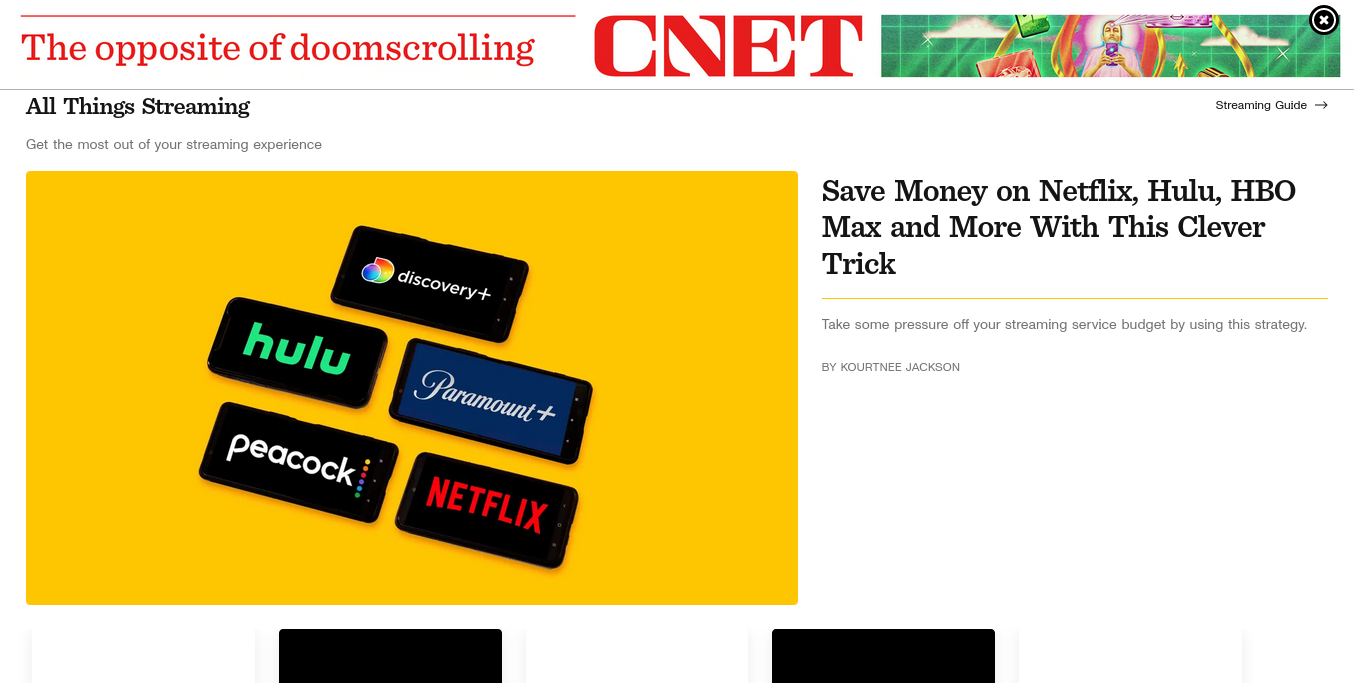 The opposite of doomscrolling
CNET
All Things Streaming
Streaming Guide
Get the most out of your streaming experience
discovery+
hulu
Paramount+
peacock
NETFLIX
Save Money on Netflix, Hulu, HBO
Max and More With This Clever
Trick
Take some pressure off your streaming service budget by using this strategy.
BY KOURTNEE JACKSON